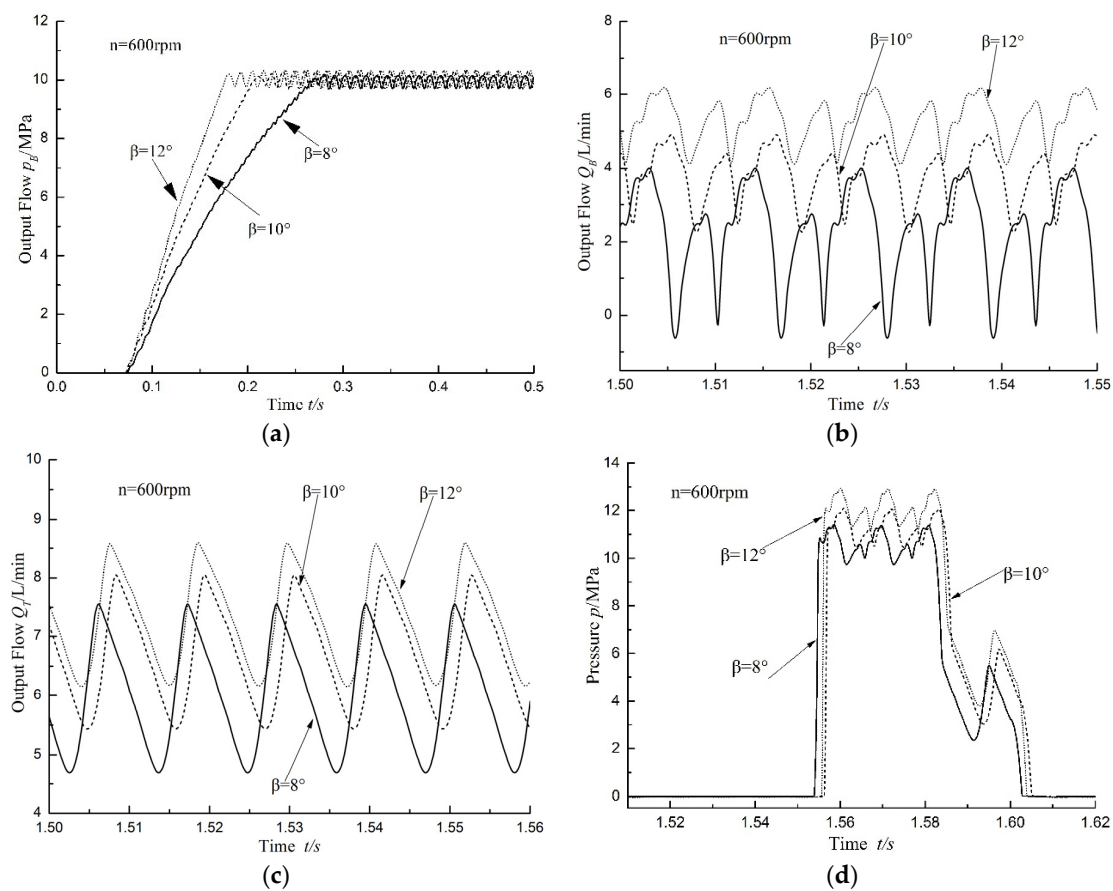 12
10
8
6
4
2
0
0.0 0.1 0.2 0.3 0.4 0.5
Output Flow p_B/MPa
Time t/s
n=600rpm
β=12°
β=10°
β=8°
(a)
8
6
4
2
0
1.50 1.51 1.52 1.53 1.54 1.55
Output Flow Q_B/L/min
Time t/s
n=600rpm
β=10°
β=12°
β=8°
(b)
10
9
8
7
6
5
4
1.50 1.51 1.52 1.53 1.54 1.55 1.56
Output Flow Q_T/L/min
Time t/s
n=600rpm
β=10°
β=12°
β=8°
(c)
14
12
10
8
6
4
2
0
1.52 1.54 1.56 1.58 1.60 1.62
Pressure p/MPa
Time t/s
n=600rpm
β=12°
β=10°
β=8°
(d)